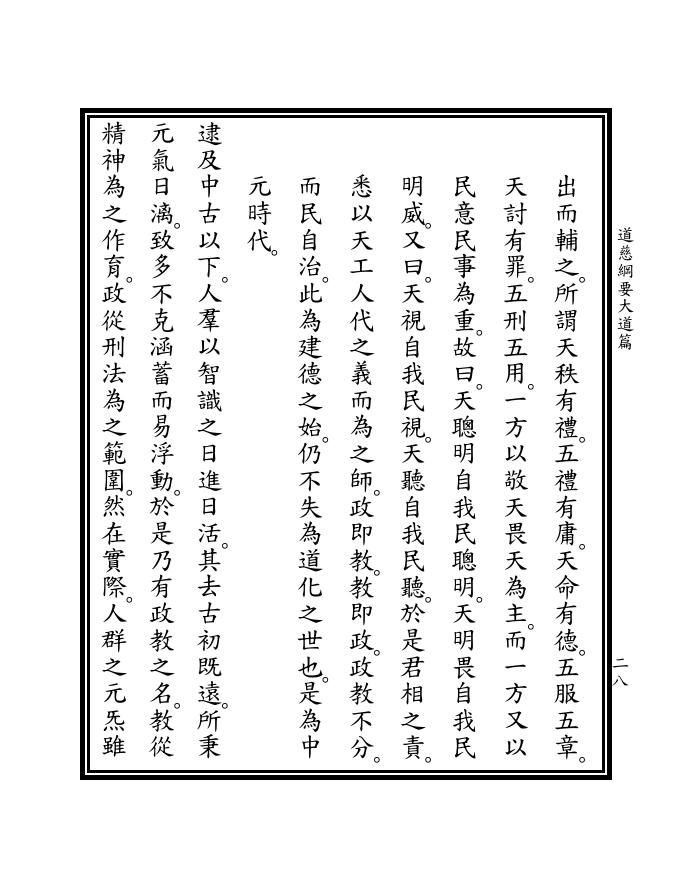 道慈綱要大道篇
二八
出而輔之。所謂天秩有禮。五禮有庸。天命有德。五服五章。
天討有罪。五刑五用。一方以敬天畏天為主。而一方又以
民意民事為重。故曰。天聰明自我民聰明。天明畏自我民
明威。又曰。天視自我民視。天聽自我民聽。於是君相之責。
悉以天工人代之義而為之師。政即教。教即政。政教不分。
而民自治。此為建德之始。仍不失為道化之世也。是為中
元時代。
逮及中古以下。人羣以智識之日進日活。其去古初既遠。所秉
元氣日漓。致多不克涵蓄而易浮動。於是乃有政教之名。教從
精神為之作育。政從刑法為之範圍。然在實際。人群之元炁雖